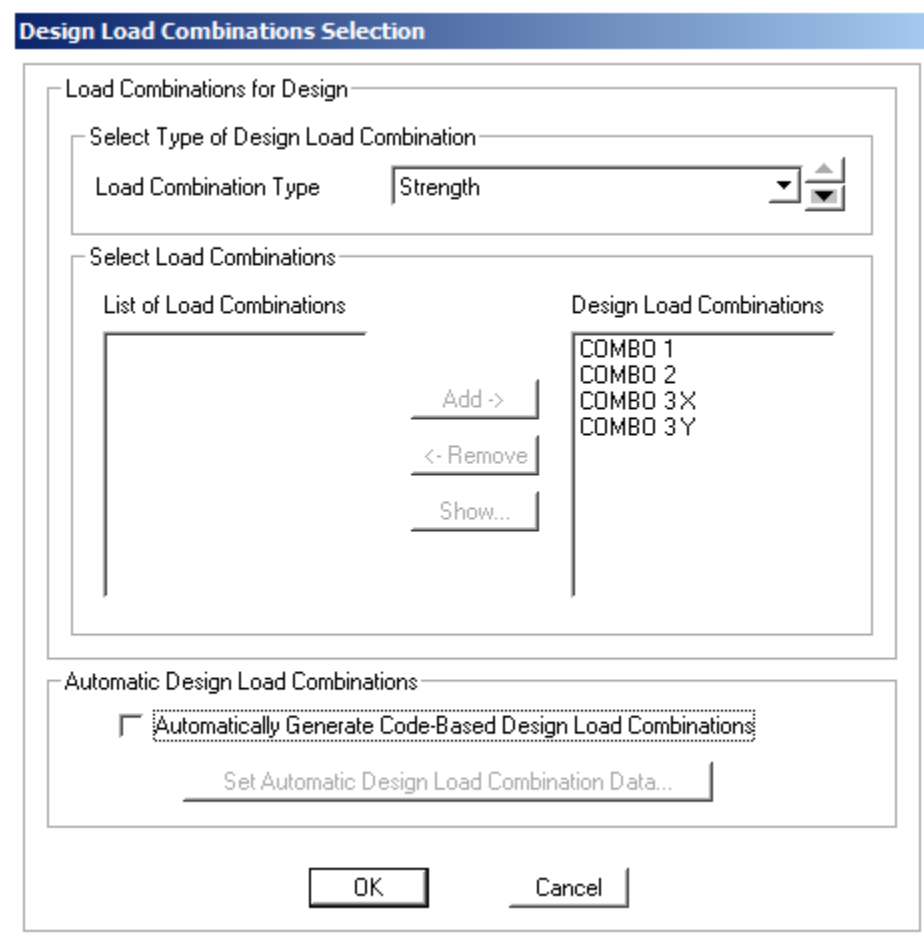 Design Load Combinations Selection
Load Combinations for Design
Select Type of Design Load Combination
Load Combination Type
Strength
Select Load Combinations
List of Load Combinations
Design Load Combinations
COMBO 1
COMBO 2
COMBO 3X
COMBO 3Y
Add ->
<- Remove
Show...
Automatic Design Load Combinations
Automatically Generate Code-Based Design Load Combinations
Set Automatic Design Load Combination Data...
OK
Cancel